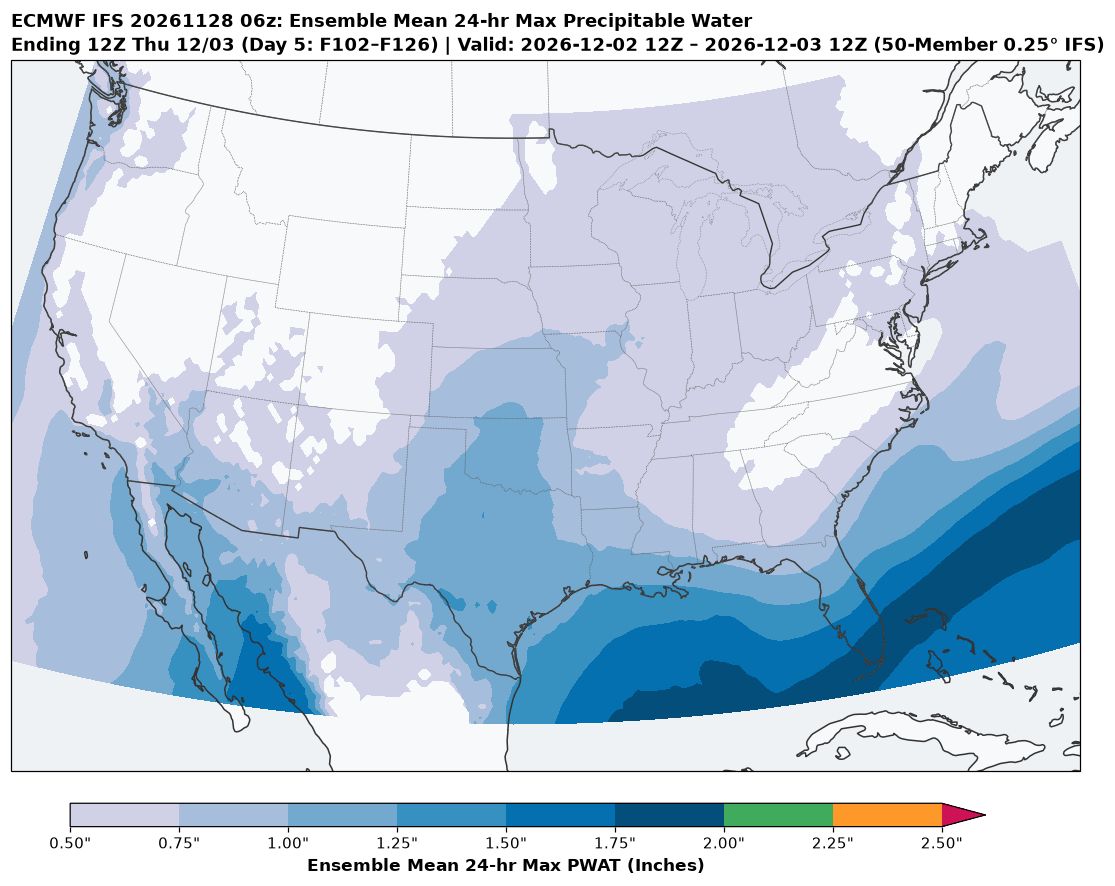 ECMWF IFS 20261128 06z: Ensemble Mean 24-hr Max Precipitable Water
Ending 12Z Thu 12/03 (Day 5: F102–F126) | Valid: 2026-12-02 12Z – 2026-12-03 12Z (50-Member 0.25° IFS)
0.50" 0.75" 1.00" 1.25" 1.50" 1.75" 2.00" 2.25" 2.50"
Ensemble Mean 24-hr Max PWAT (Inches)